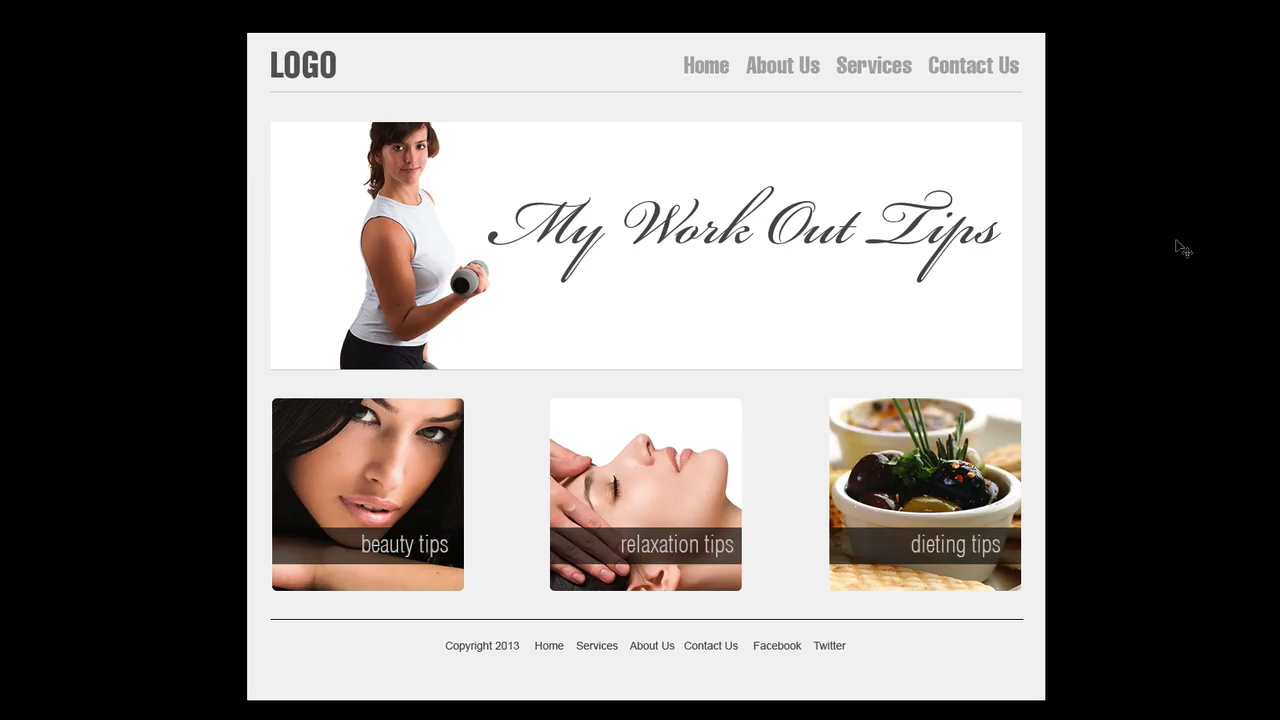 LOGO Home About Us Services Contact Us
My Work Out Tips
beauty tips relaxation tips dieting tips
Copyright 2013 Home Services About Us Contact Us Facebook Twitter